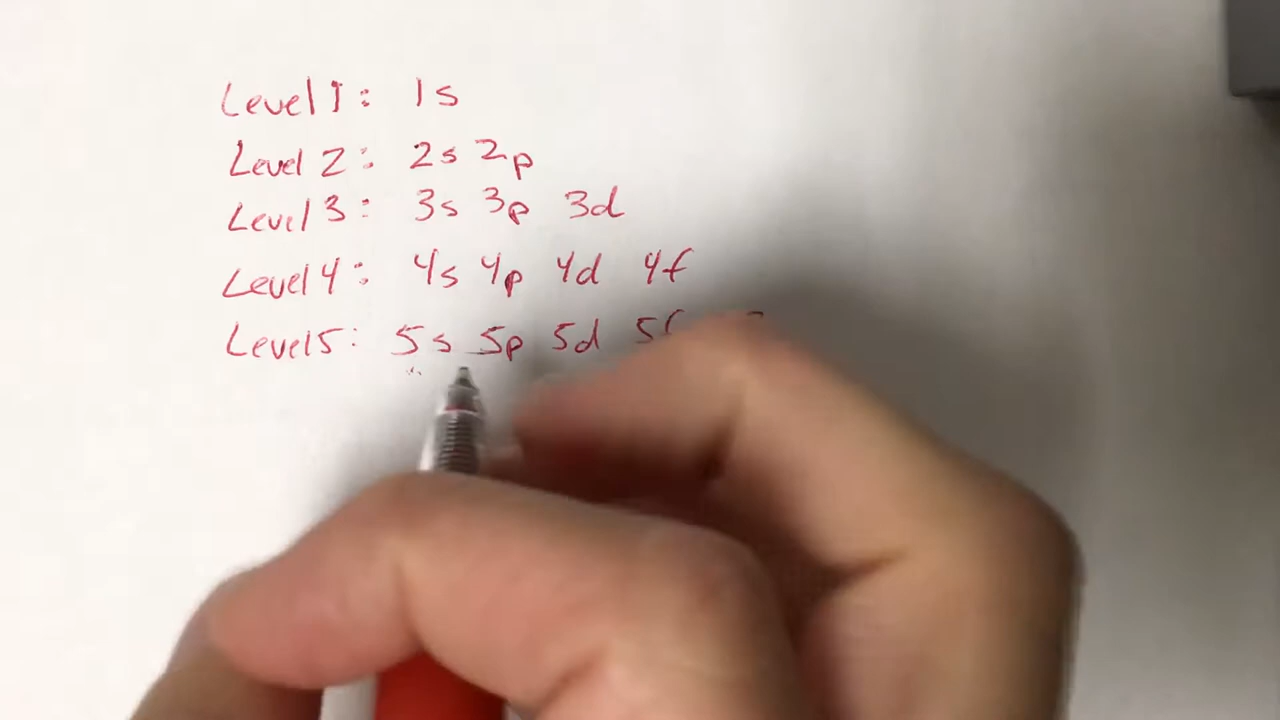 Level 1: 1s
Level 2: 2s 2p
Level 3: 3s 3p 3d
Level 4: 4s 4p 4d 4f
Level 5: 5s 5p 5d 5f